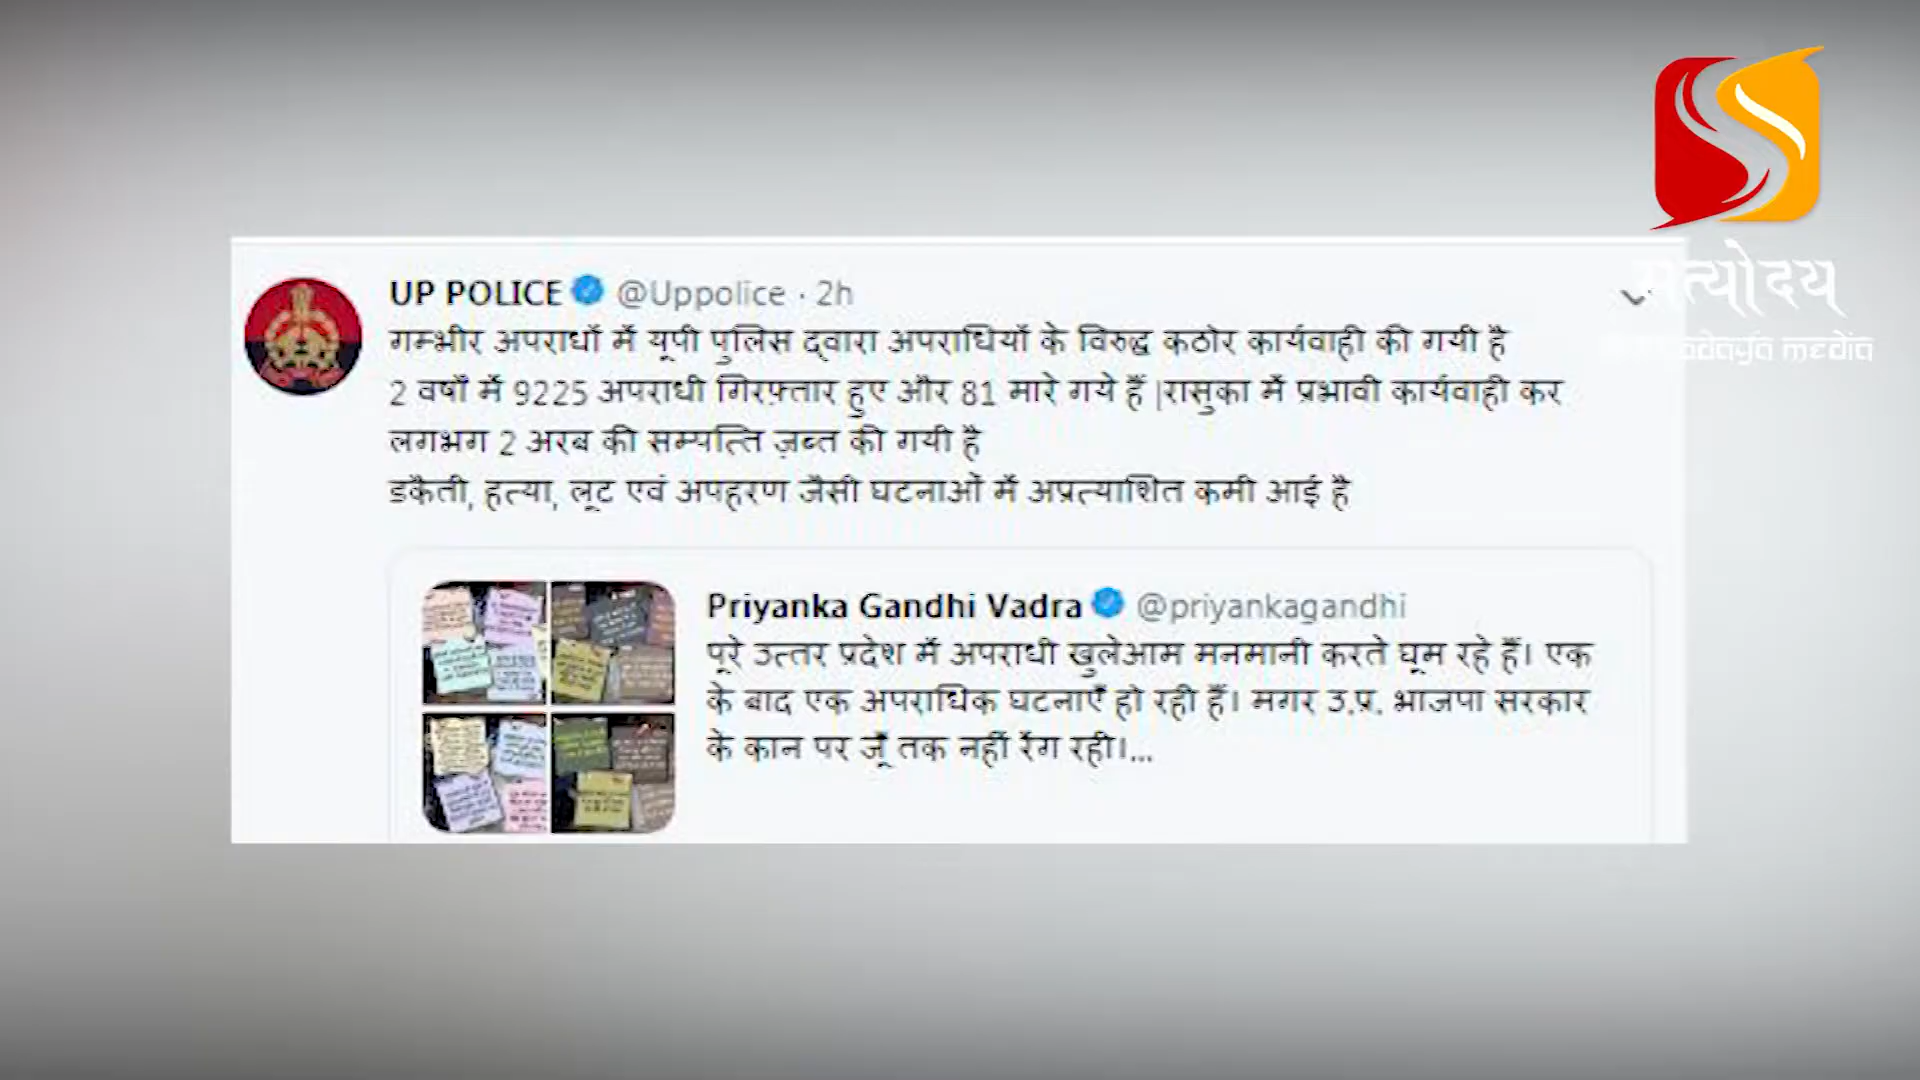 सत्योदय
UP POLICE @Uppolice · 2h
गम्भीर अपराधों में यूपी पुलिस द्वारा अपराधियों के विरुद्ध कठोर कार्यवाही की गयी है
2 वर्षों में 9225 अपराधी गिरफ़्तार हुए और 81 मारे गये हैं |रासुका में प्रभावी कार्यवाही कर
लगभग 2 अरब की सम्पत्ति ज़ब्त की गयी है
डकैती, हत्या, लूट एवं अपहरण जैसी घटनाओं में अप्रत्याशित कमी आई है
Priyanka Gandhi Vadra @priyankagandhi
पूरे उत्तर प्रदेश में अपराधी खुलेआम मनमानी करते घूम रहे हैं। एक
के बाद एक अपराधिक घटनाएँ हो रही हैं। मगर उ.प्र. भाजपा सरकार
के कान पर जूँ तक नहीं रेंग रही।...
media